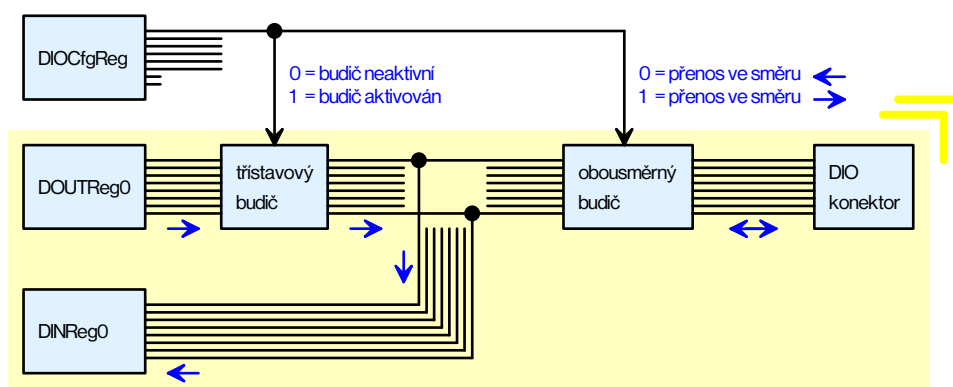 DIOCfgReg
0 = budič neaktivní
1 = budič aktivován
0 = přenos ve směru
1 = přenos ve směru
DOUTReg0
třístavový
budič
obousměrný
budič
DIO
konektor
DINReg0